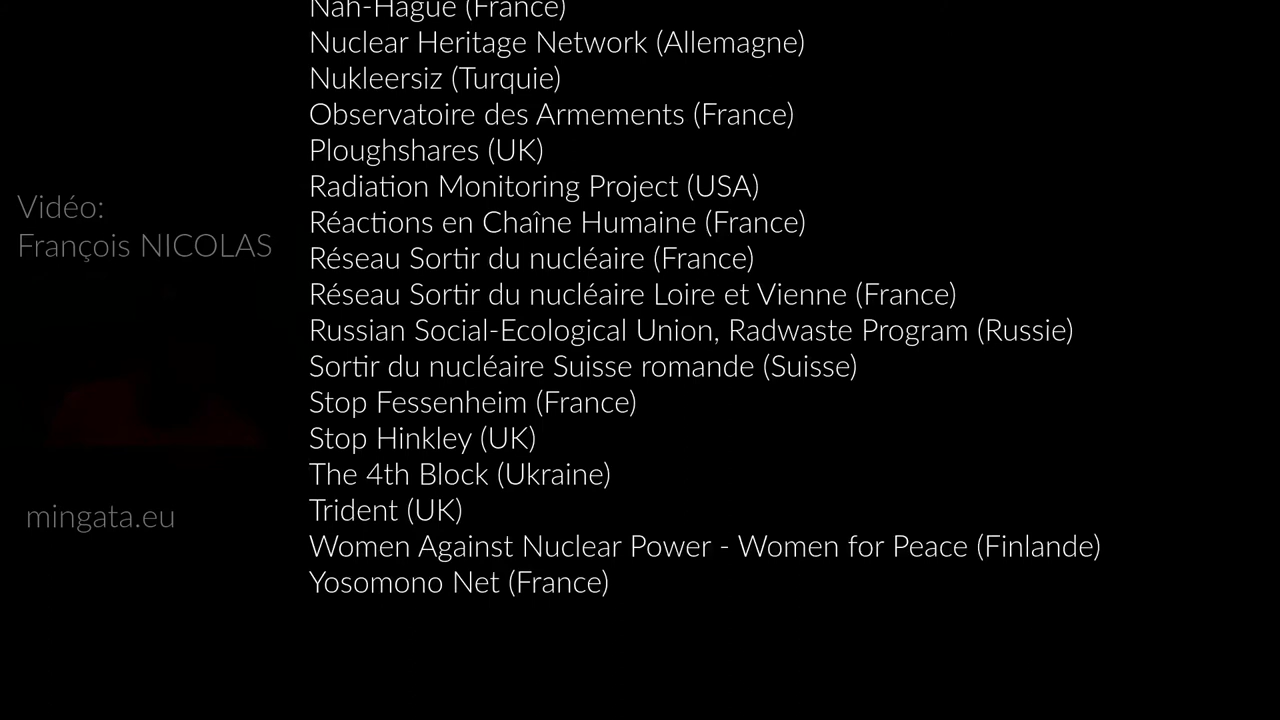 Nah-Hague (France)
Nuclear Heritage Network (Allemagne)
Nukleersiz (Turquie)
Observatoire des Armements (France)
Ploughshares (UK)
Radiation Monitoring Project (USA)
Réactions en Chaîne Humaine (France)
Réseau Sortir du nucléaire (France)
Réseau Sortir du nucléaire Loire et Vienne (France)
Russian Social-Ecological Union, Radwaste Program (Russie)
Sortir du nucléaire Suisse romande (Suisse)
Stop Fessenheim (France)
Stop Hinkley (UK)
The 4th Block (Ukraine)
Trident (UK)
Women Against Nuclear Power - Women for Peace (Finlande)
Yosomono Net (France)
Vidéo:
François NICOLAS
mingata.eu